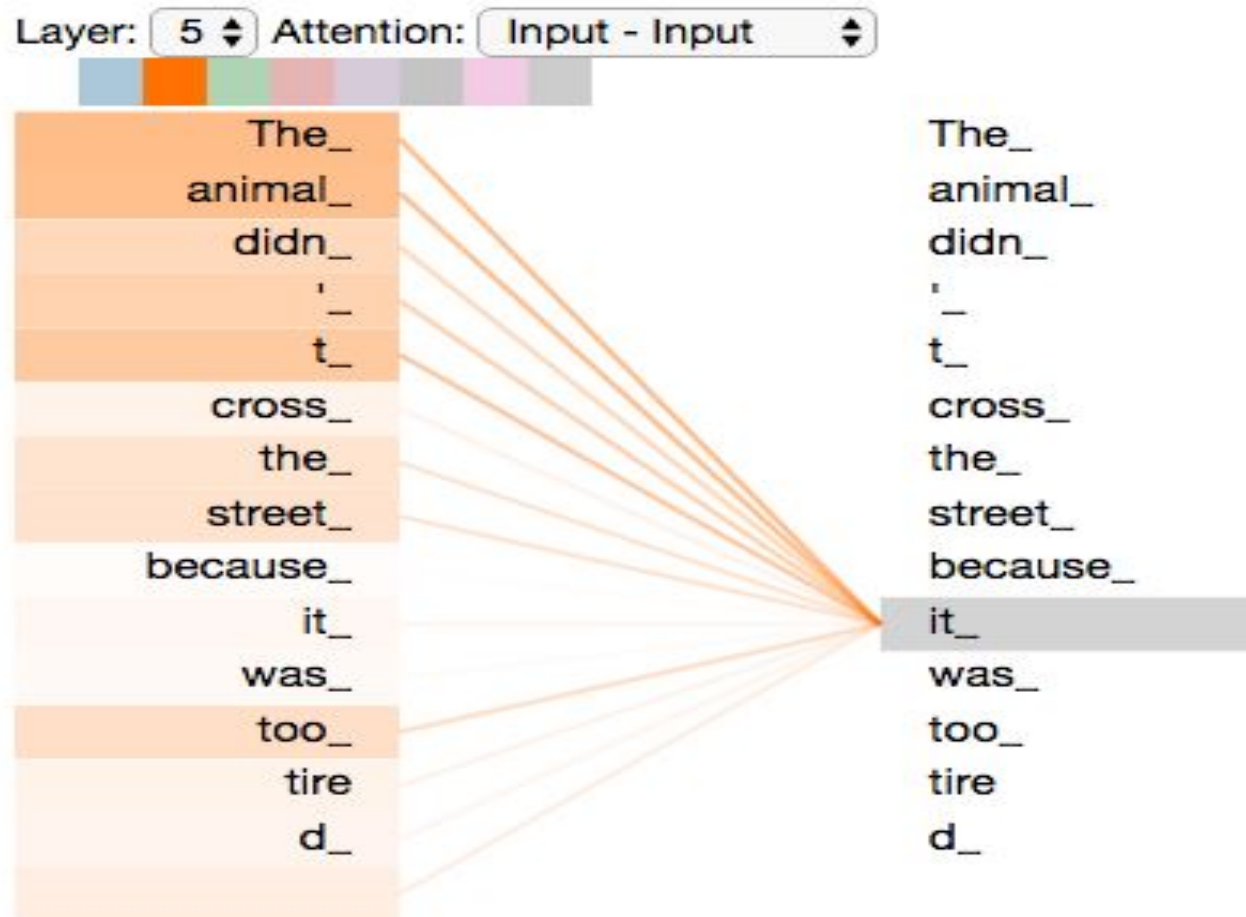 Layer: 5 Attention: Input - Input
The_ The_
animal_ animal_
didn_ didn_
'_ '_
t_ t_
cross_ cross_
the_ the_
street_ street_
because_ because_
it_ it_
was_ was_
too_ too_
tire tire
d_ d_